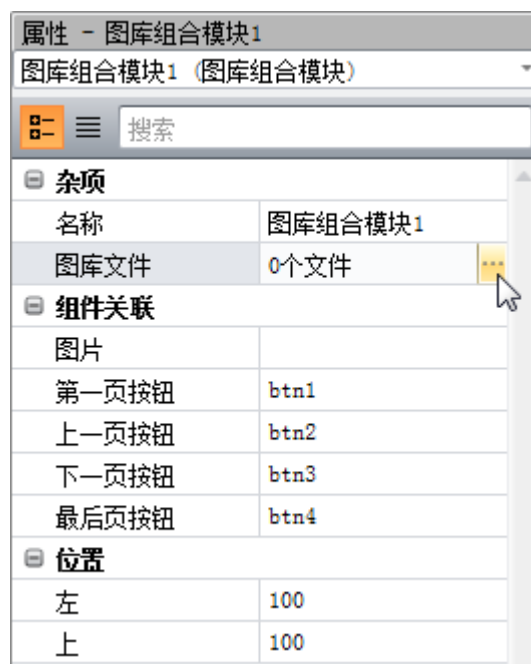 属性 - 图库组合模块1
图库组合模块1 (图库组合模块)
搜索
杂项
名称 图库组合模块1
图库文件 0个文件 ...
组件关联
图片
第一页按钮 btn1
上一页按钮 btn2
下一页按钮 btn3
最后页按钮 btn4
位置
左 100
上 100